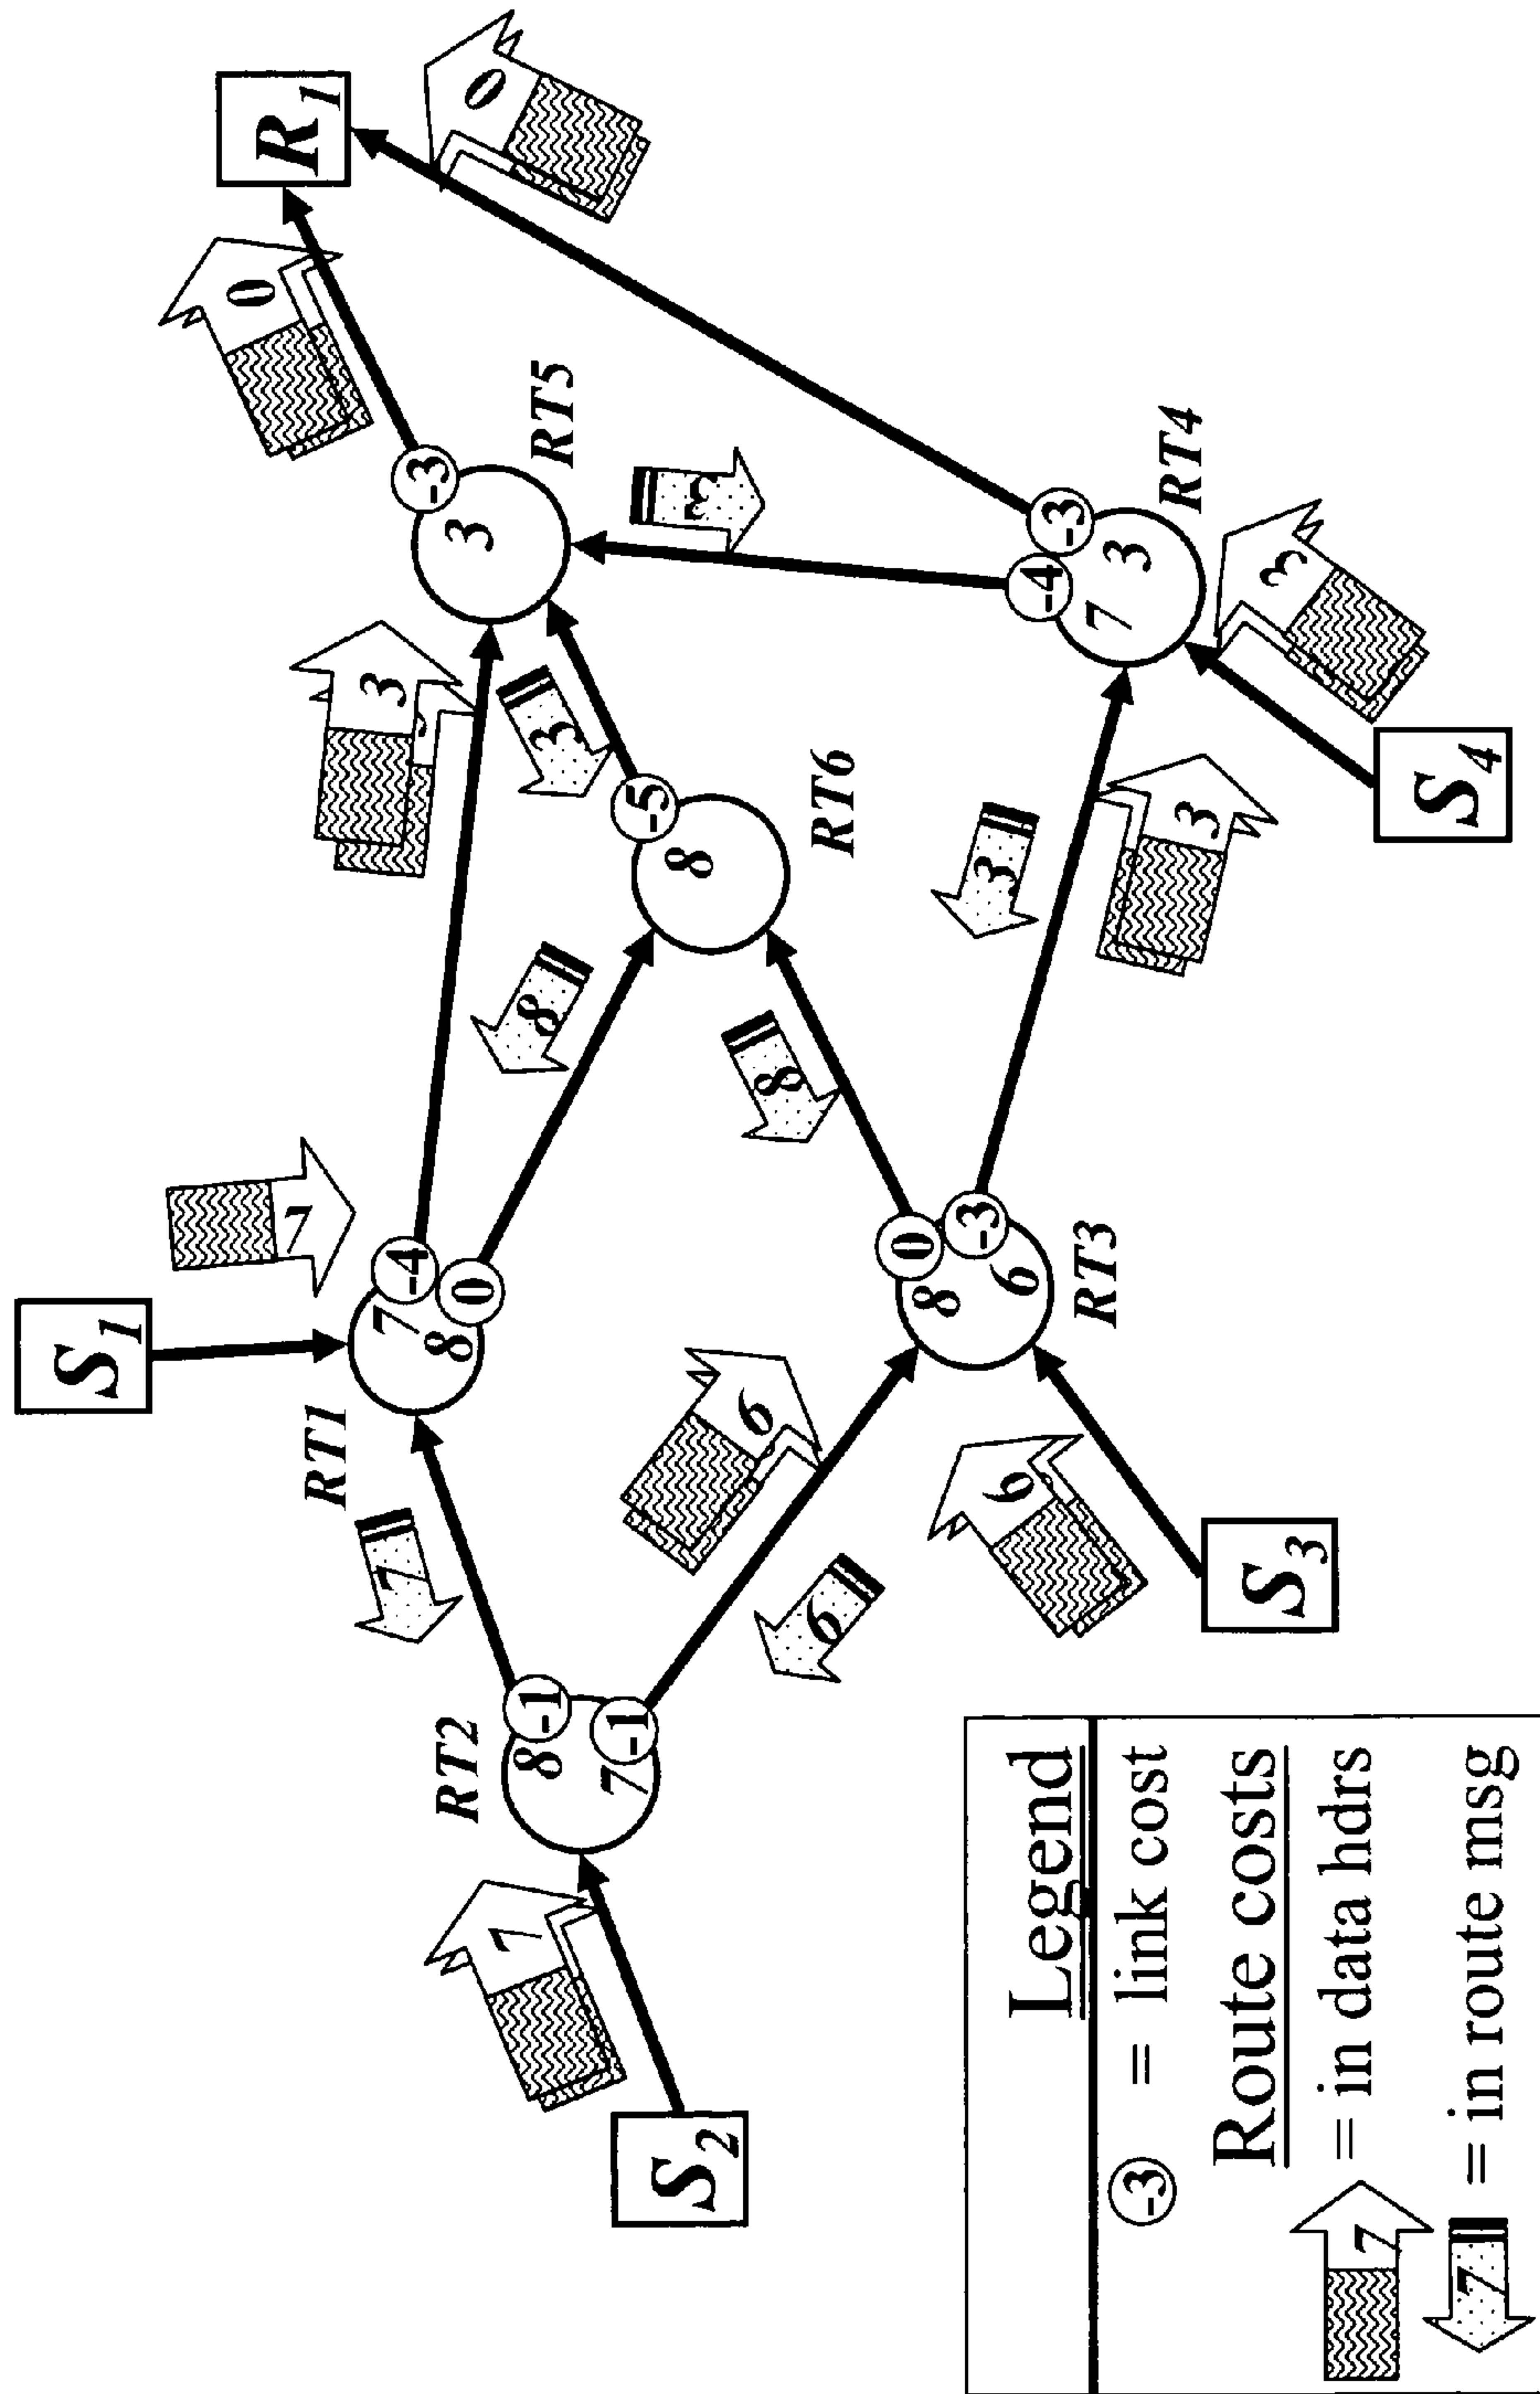 S1
0
R1
7
RT1
3
7
7 -4
-3
RT2
8 0
3
0
7
8 -1
8
3
RT5
7 -1
-5
S2
8
3
6
8
6
RT6
0
8
-3
3
6
6
-4
-3
RT3
7
3
RT4
3
3
S3
S4
Legend
-3 = link cost
Route costs
7 = in data hdrs
7 = in route msg